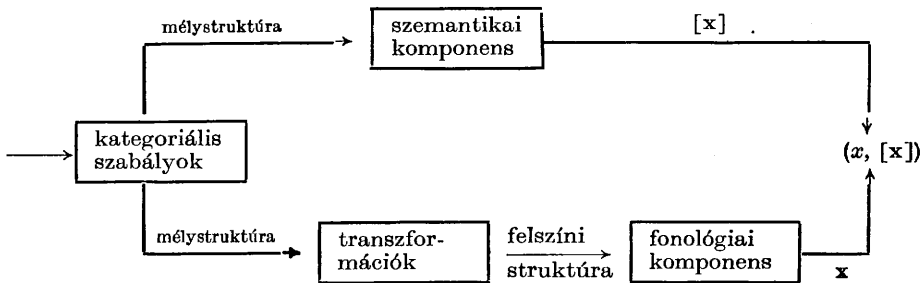 mélystruktúra
szemantikai
komponens
[x]
kategoriális
szabályok
(x, [x])
mélystruktúra
transzfor-
mációk
felszíni
struktúra
fonológiai
komponens
x